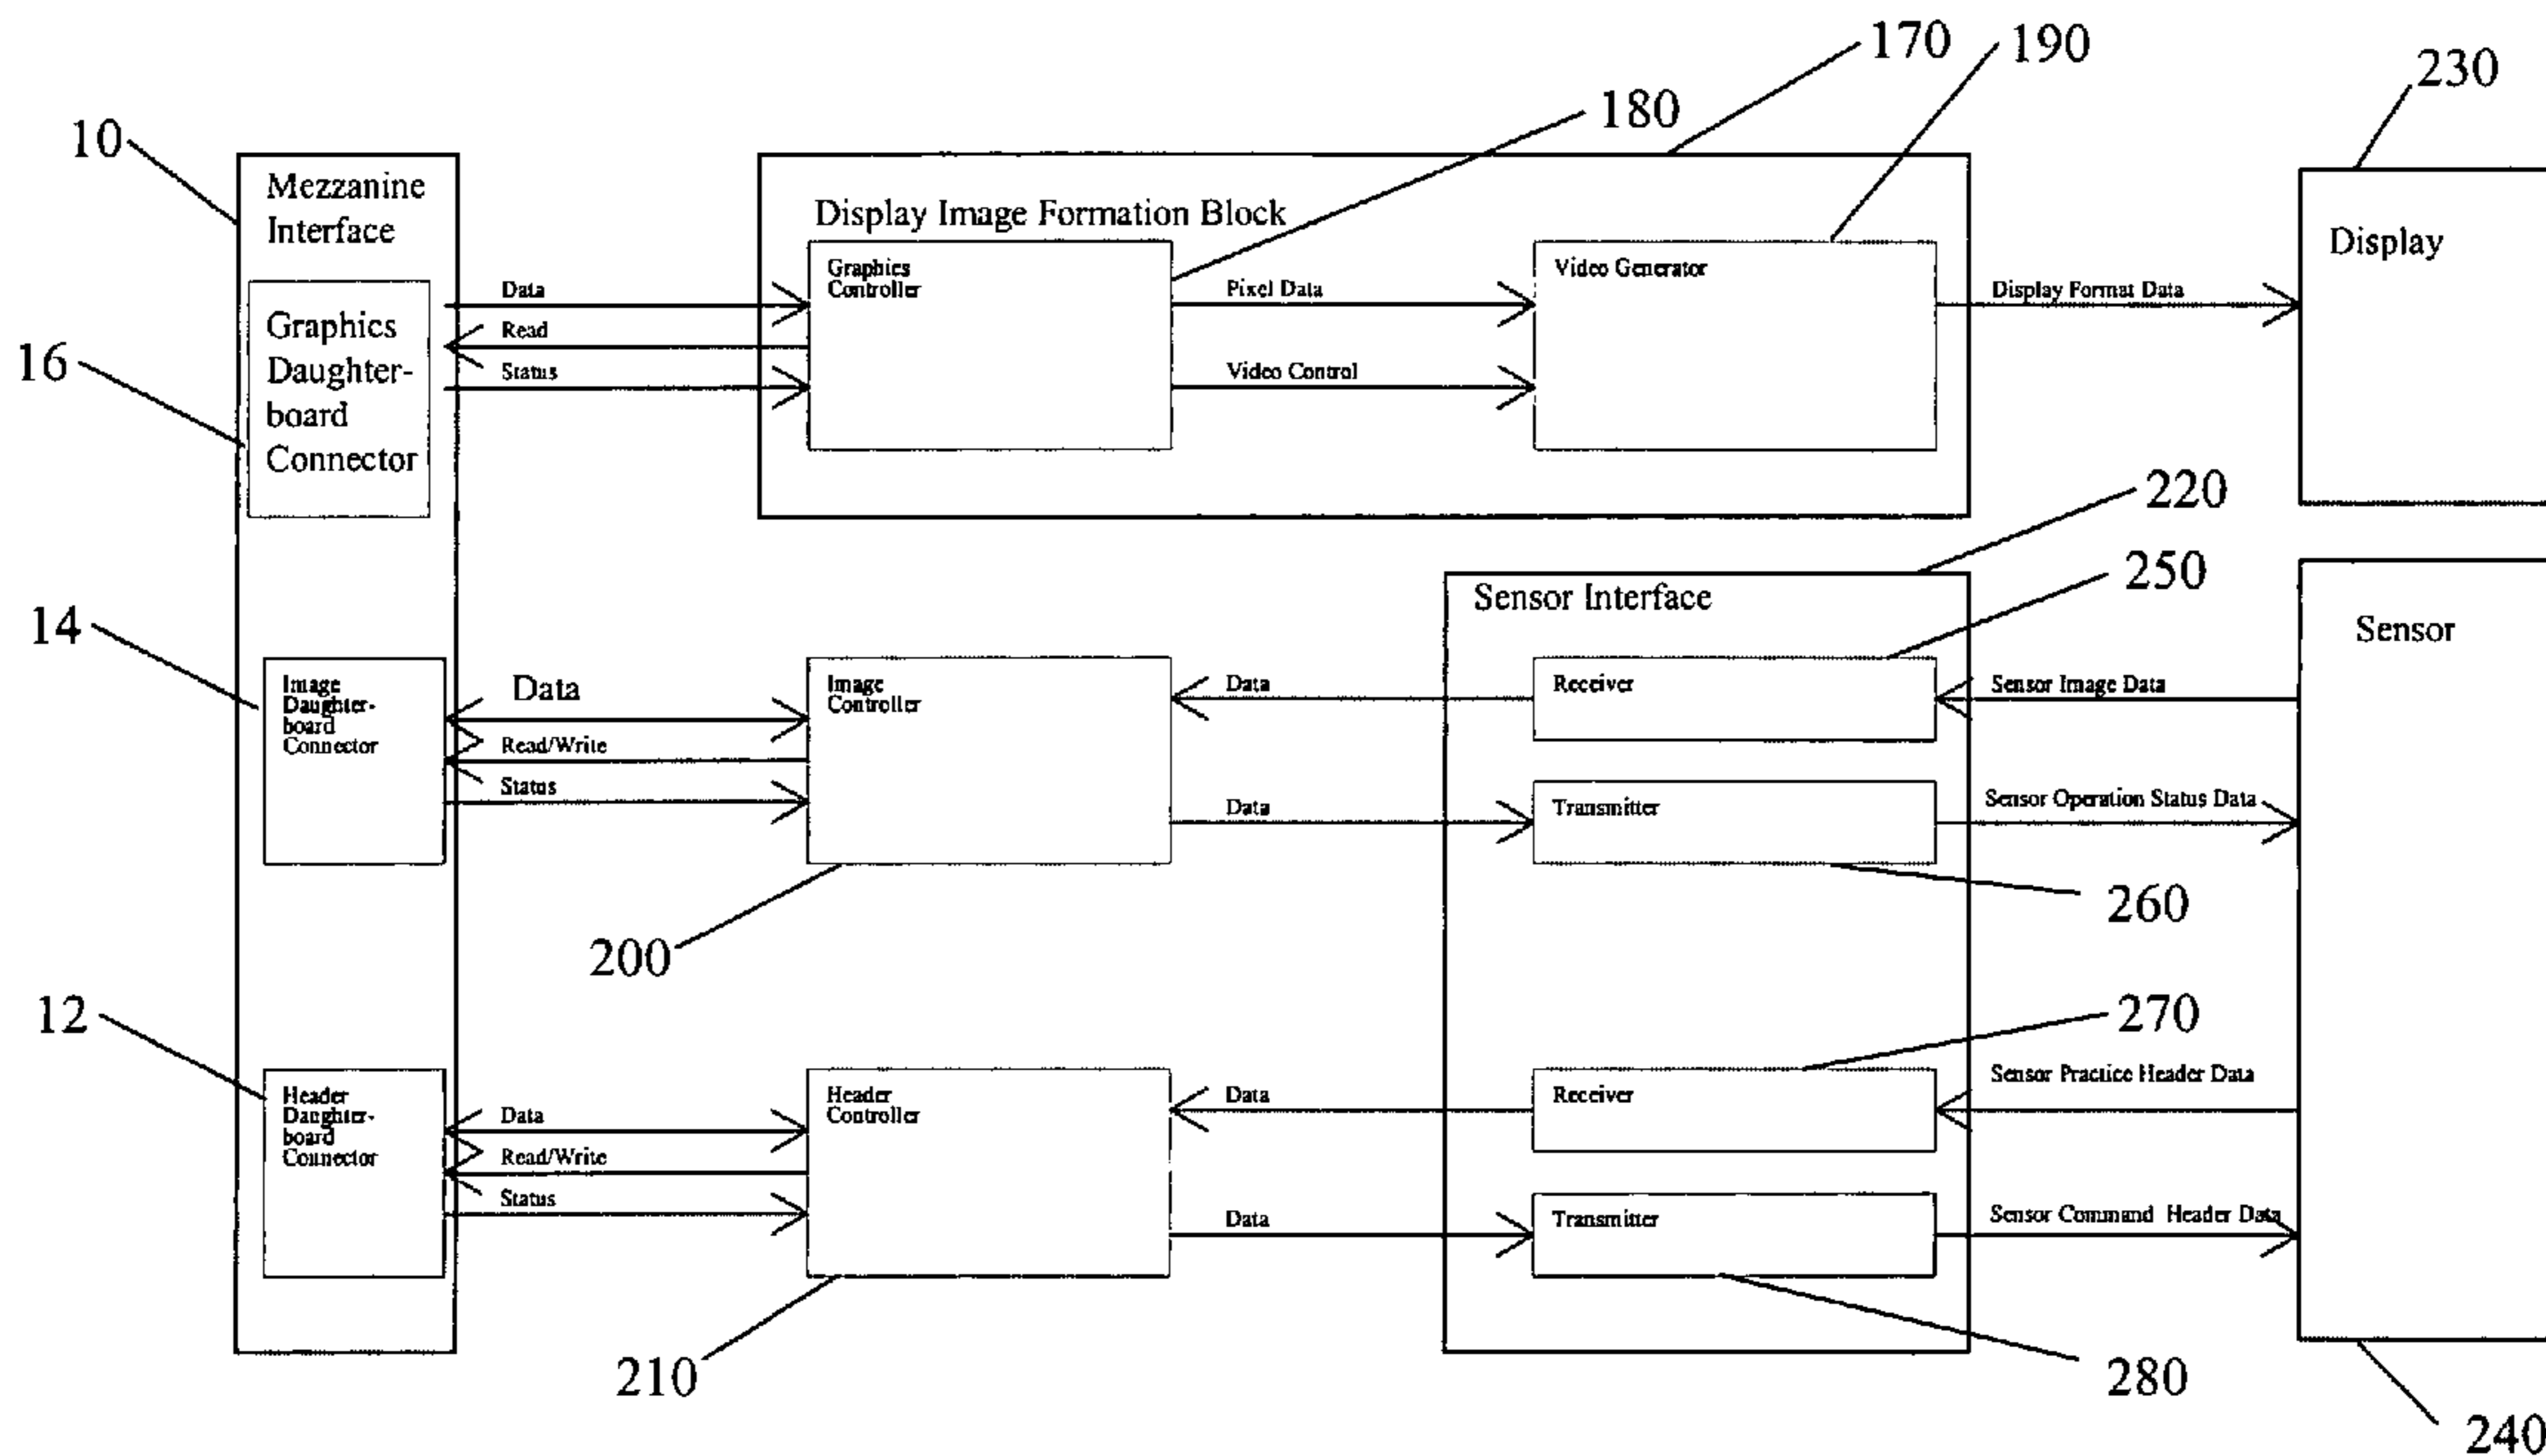 170
190
230
180
10
Mezzanine
Interface
Display Image Formation Block
Display
Graphics
Controller
Video Generator
Data
Pixel Data
Display Format Data
Graphics
Daughter-
board
Connector
Read
16
Status
Video Control
220
250
Sensor Interface
14
Sensor
Image
Daughter-
board
Connector
Data
Image
Controller
Data
Receiver
Sensor Image Data
Read/Write
Status
Data
Transmitter
Sensor Operation Status Data
260
200
12
270
Header
Daughter-
board
Connector
Header
Controller
Data
Receiver
Sensor Practice Header Data
Data
Read/Write
Status
Data
Transmitter
Sensor Command Header Data
210
280
240